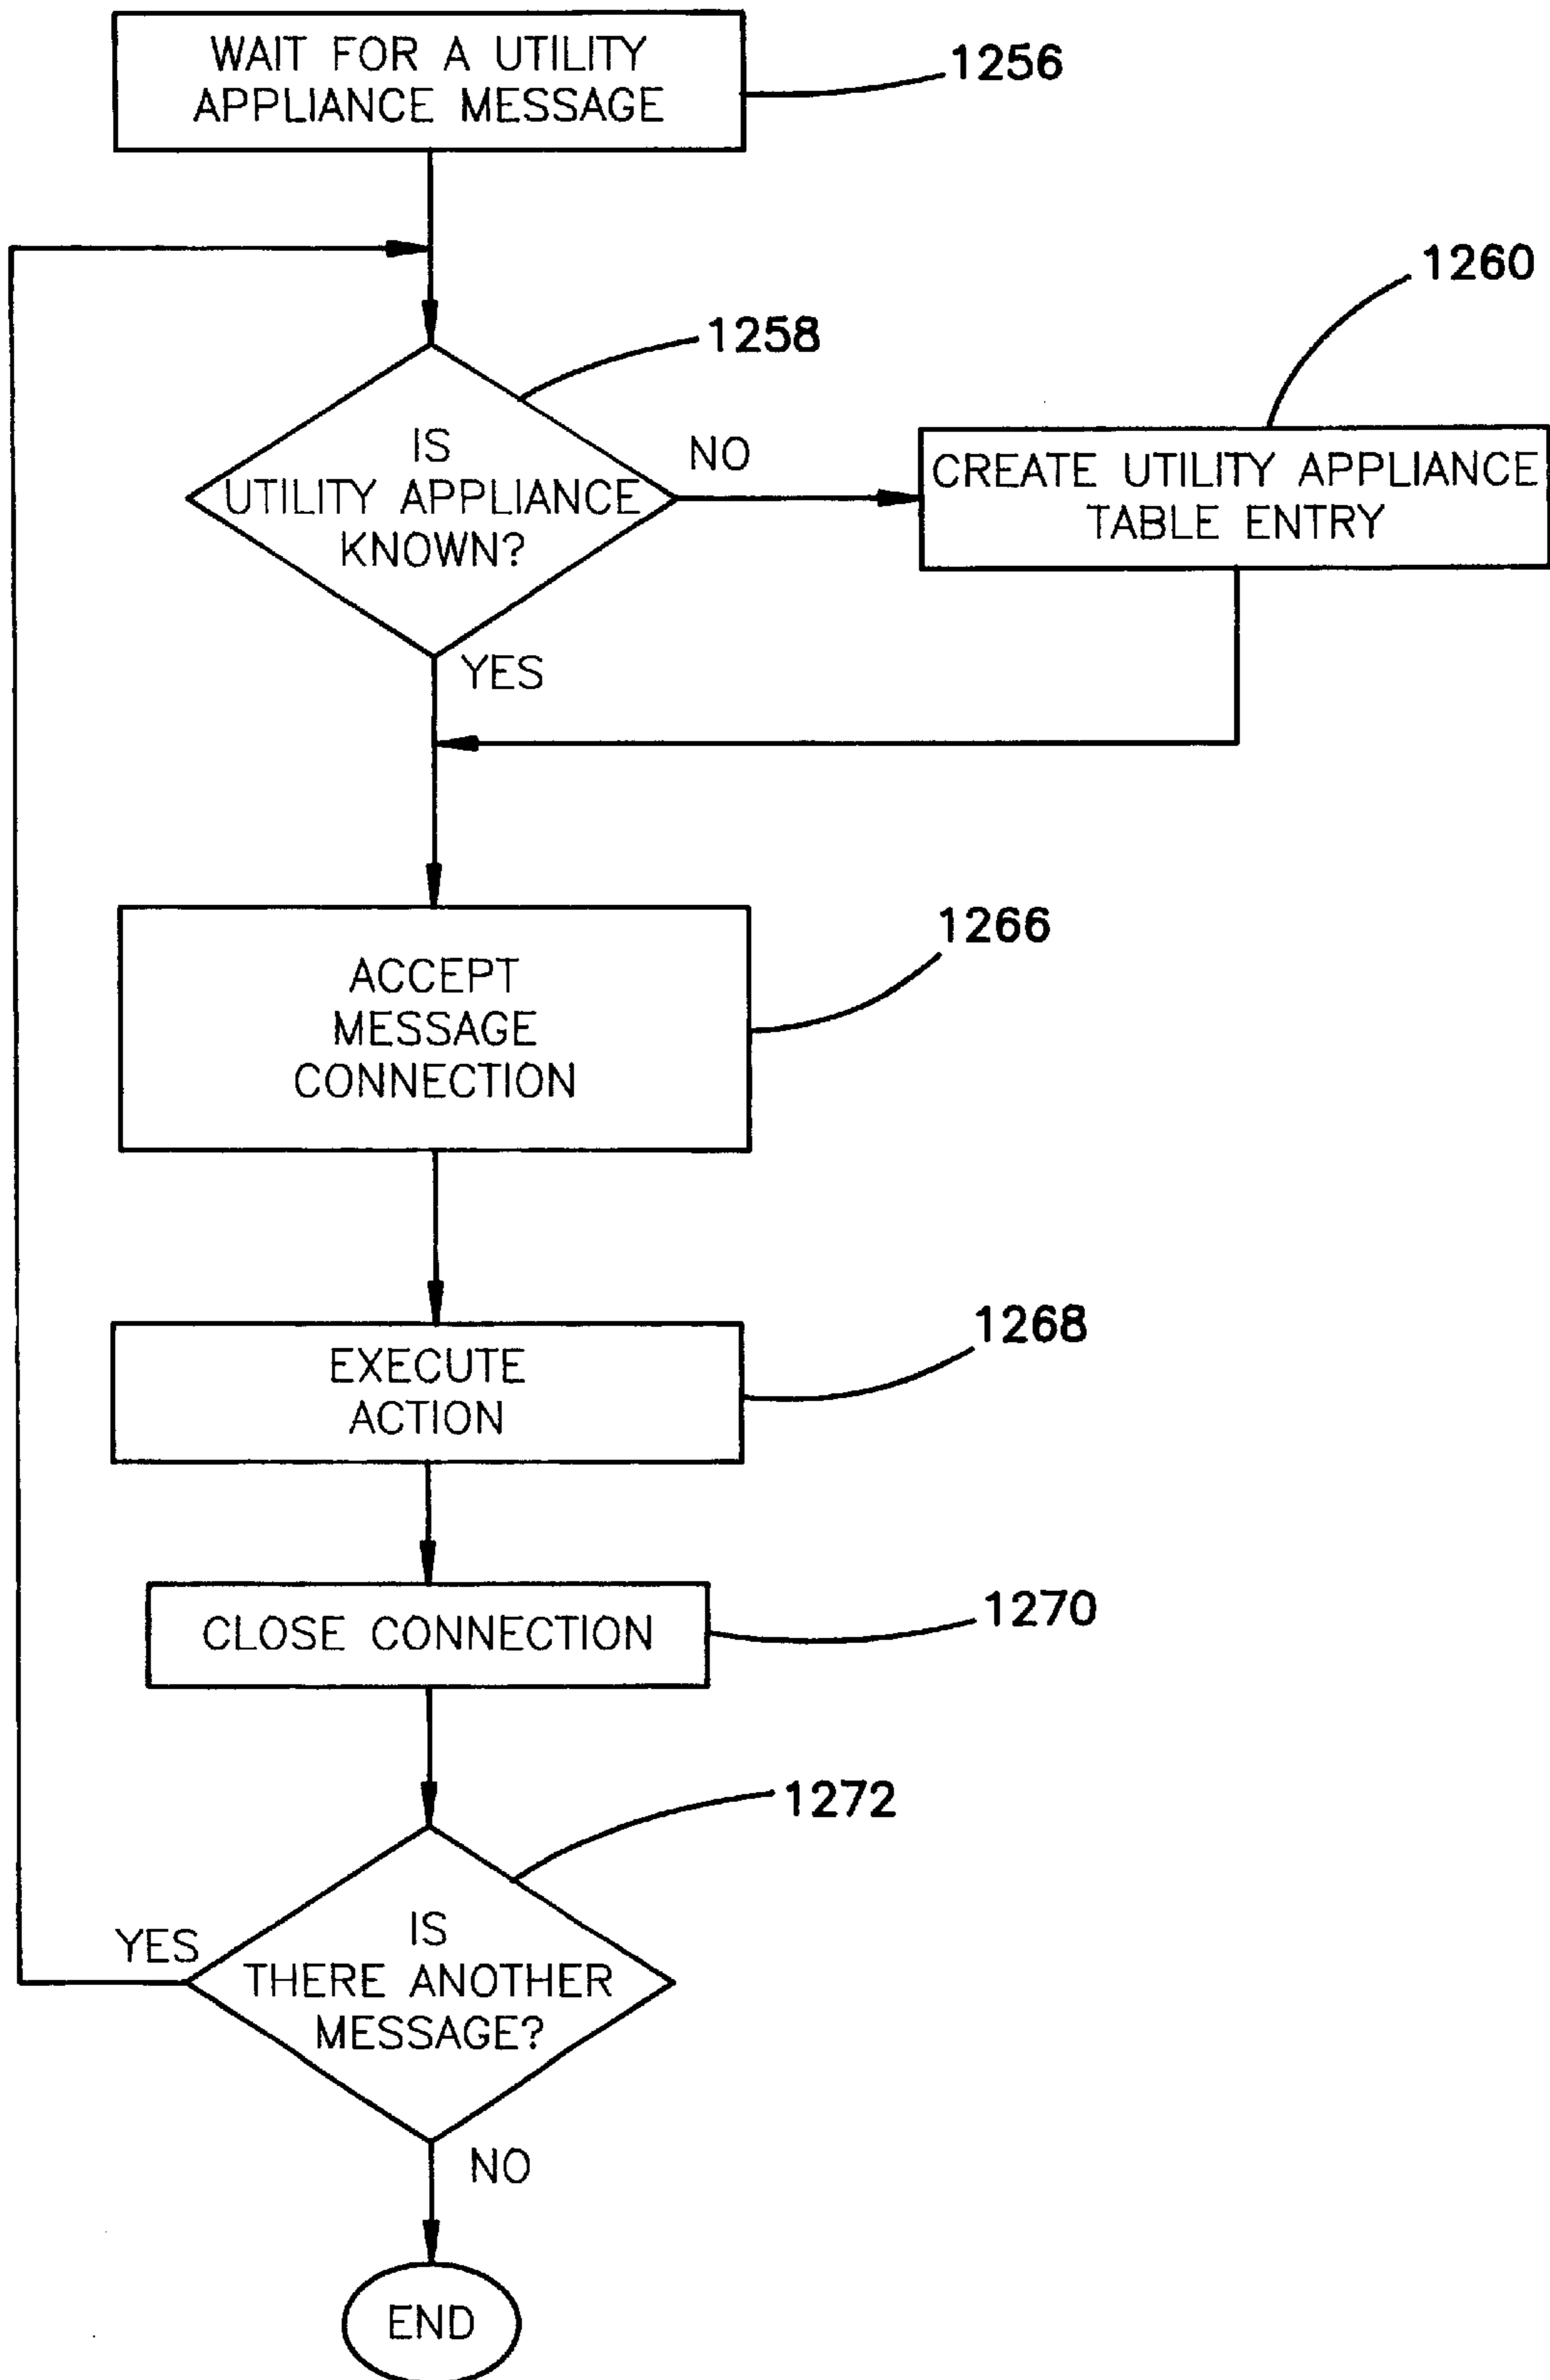 WAIT FOR A UTILITY
APPLIANCE MESSAGE
1256
1258
1260
IS
UTILITY APPLIANCE
KNOWN?
NO
CREATE UTILITY APPLIANCE
TABLE ENTRY
YES
1266
ACCEPT
MESSAGE
CONNECTION
1268
EXECUTE
ACTION
1270
CLOSE CONNECTION
1272
YES
IS
THERE ANOTHER
MESSAGE?
NO
END